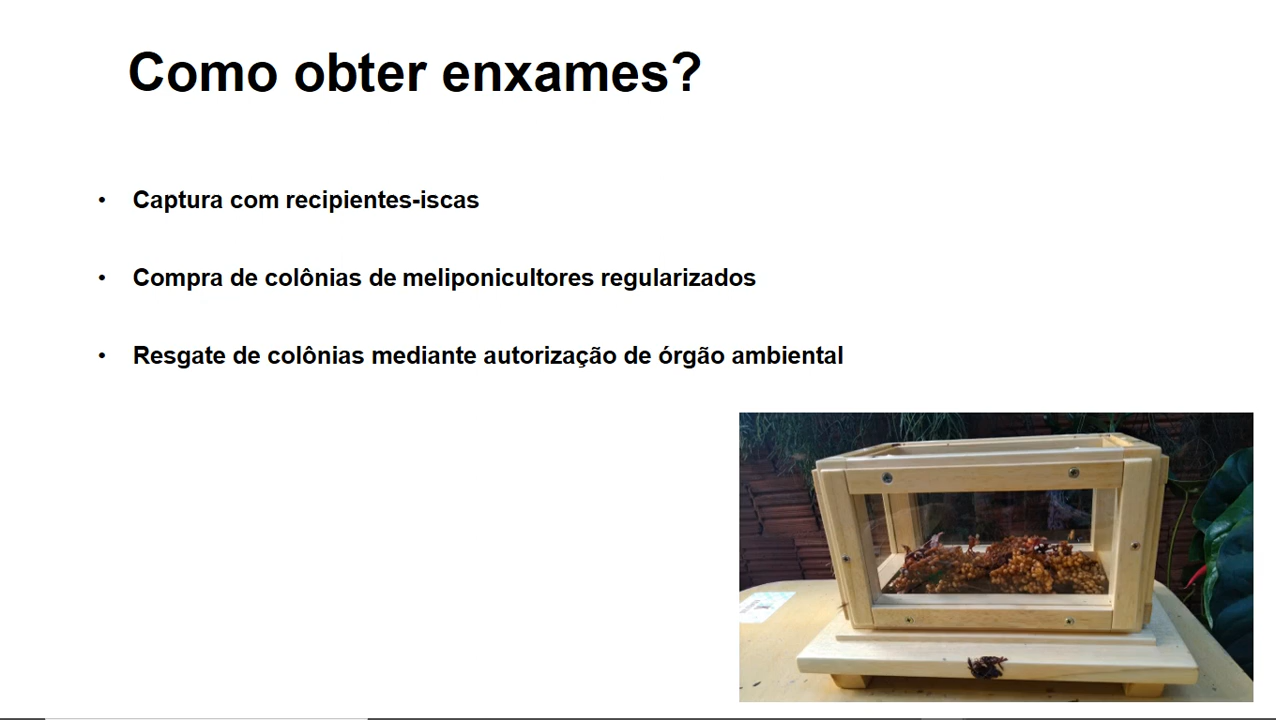 Como obter enxames?
• Captura com recipientes-iscas
• Compra de colônias de meliponicultores regularizados
• Resgate de colônias mediante autorização de órgão ambiental